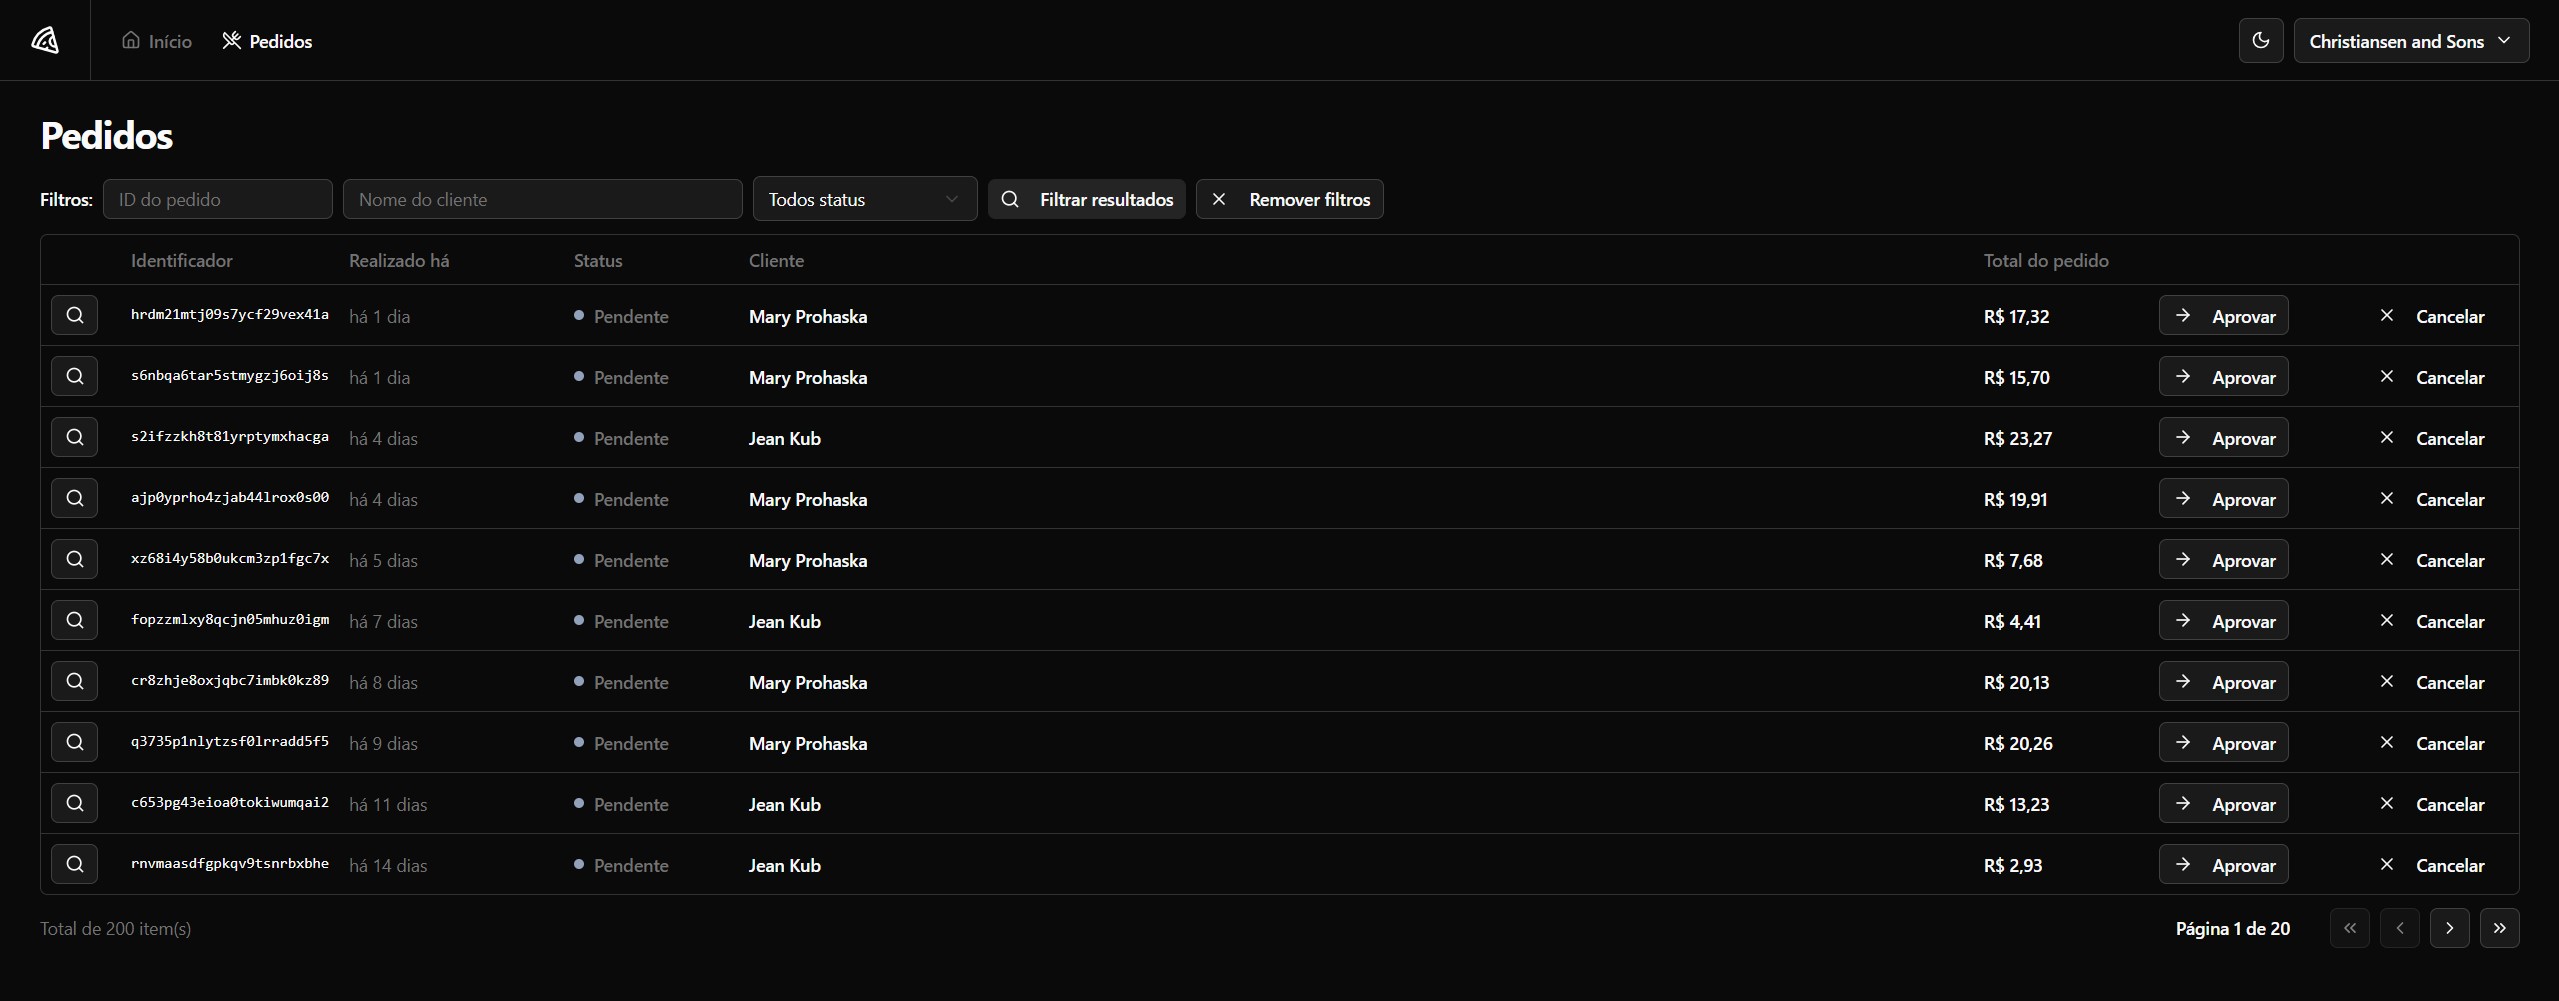 Início Pedidos Christiansen and Sons
Pedidos
Filtros: ID do pedido Nome do cliente Todos status Filtrar resultados Remover filtros
Identificador Realizado há Status Cliente Total do pedido
hrdm21mtj09s7ycf29vex41a há 1 dia Pendente Mary Prohaska R$ 17,32 Aprovar Cancelar
s6nbqa6tar5stmygzj6oij8s há 1 dia Pendente Mary Prohaska R$ 15,70 Aprovar Cancelar
s2ifzzkh8t81yrptymxhacga há 4 dias Pendente Jean Kub R$ 23,27 Aprovar Cancelar
ajp0yprho4zjab44lrox0s00 há 4 dias Pendente Mary Prohaska R$ 19,91 Aprovar Cancelar
xz68i4y58b0ukcm3zp1fgc7x há 5 dias Pendente Mary Prohaska R$ 7,68 Aprovar Cancelar
fopzzmlxy8qcjn05mhuz0igm há 7 dias Pendente Jean Kub R$ 4,41 Aprovar Cancelar
cr8zhje8oxjqbc7imbk0kz89 há 8 dias Pendente Mary Prohaska R$ 20,13 Aprovar Cancelar
q3735p1nlytzsf0lrradd5f5 há 9 dias Pendente Mary Prohaska R$ 20,26 Aprovar Cancelar
c653pg43eioa0tokiwumqai2 há 11 dias Pendente Jean Kub R$ 13,23 Aprovar Cancelar
rnvmaasdfgpkqv9tsnrbxbhe há 14 dias Pendente Jean Kub R$ 2,93 Aprovar Cancelar
Total de 200 item(s) Página 1 de 20